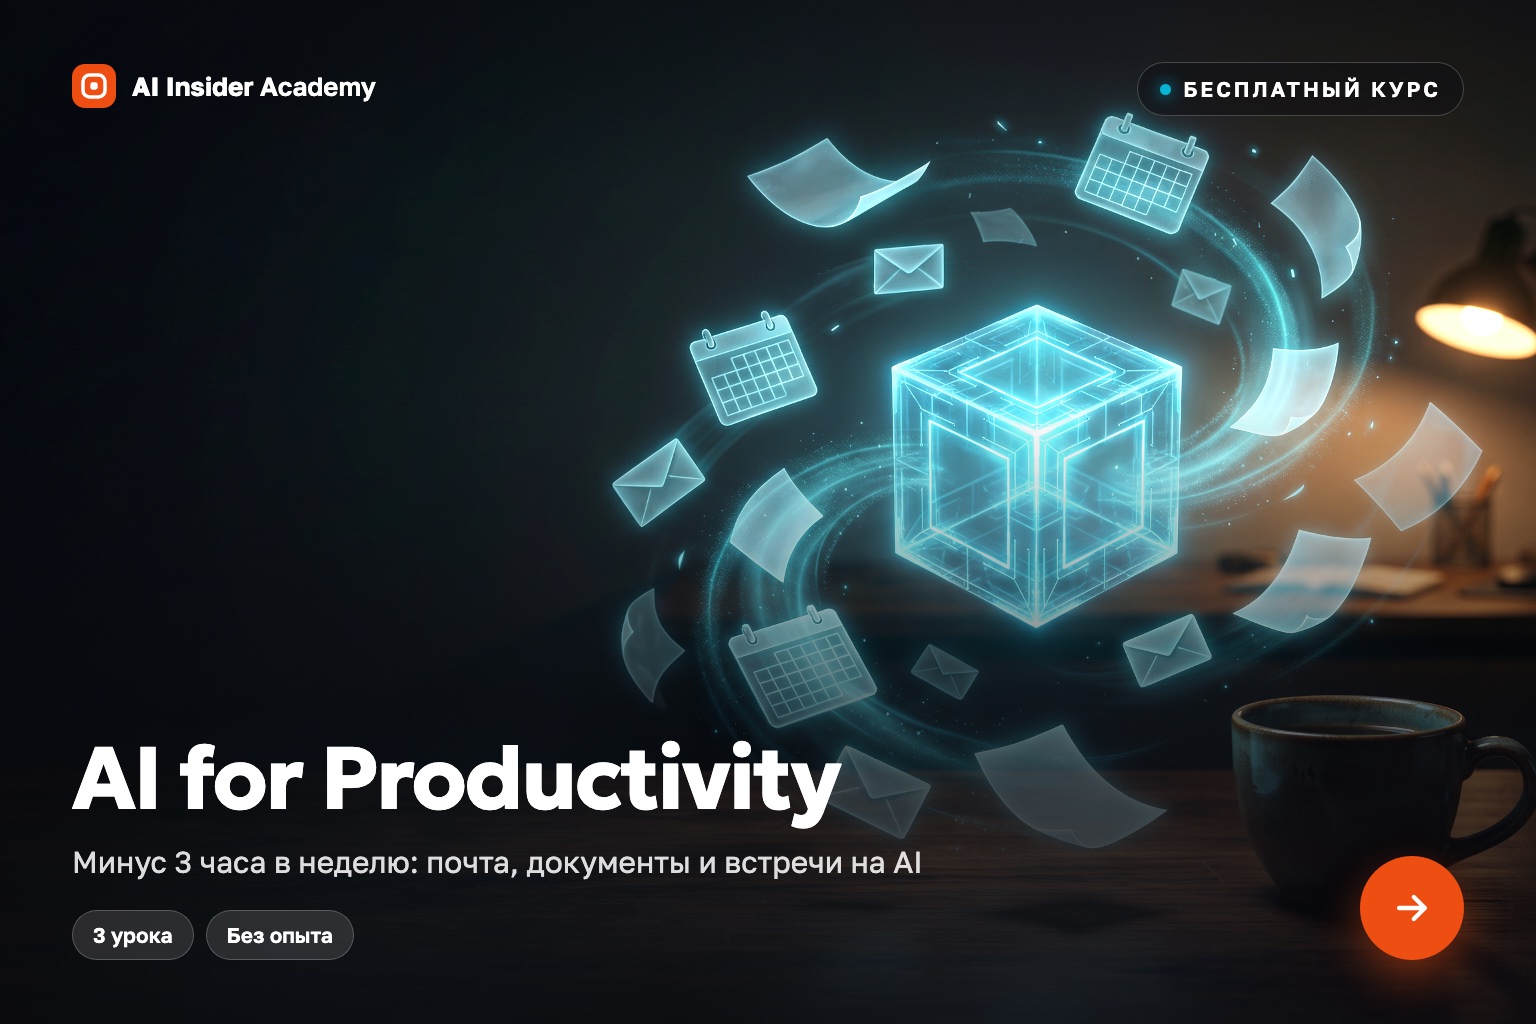 AI Insider Academy
БЕСПЛАТНЫЙ КУРС
AI for Productivity
Минус 3 часа в неделю: почта, документы и встречи на AI
3 урока
Без опыта